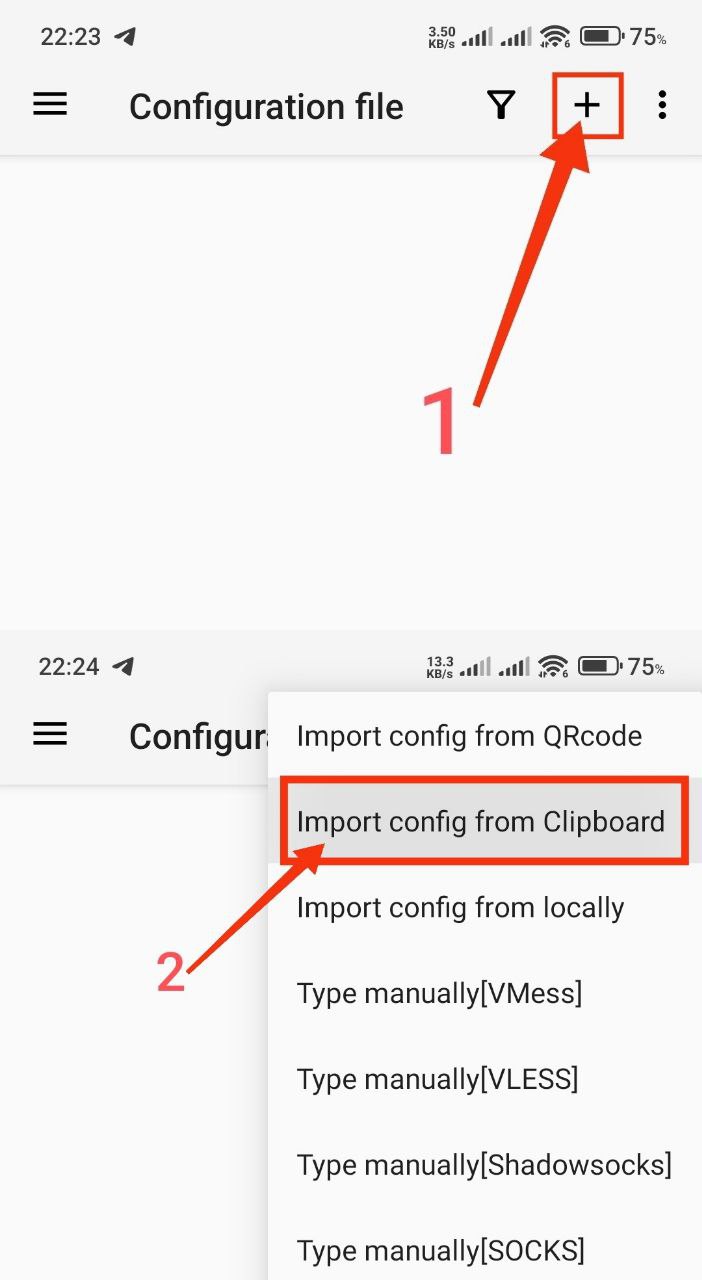 22:23 3.50 KB/s 6 75%
Configuration file
1
22:24 13.3 KB/s 6 75%
Configura
Import config from QRcode
Import config from Clipboard
Import config from locally
2
Type manually[VMess]
Type manually[VLESS]
Type manually[Shadowsocks]
Type manually[SOCKS]